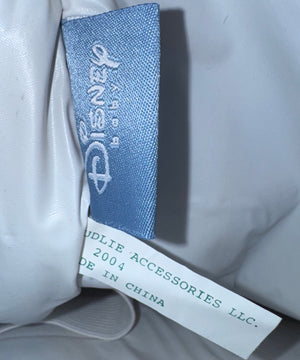 Disney
baby
UDLIE ACCESSORIES LLC.
2004
DE IN CHINA